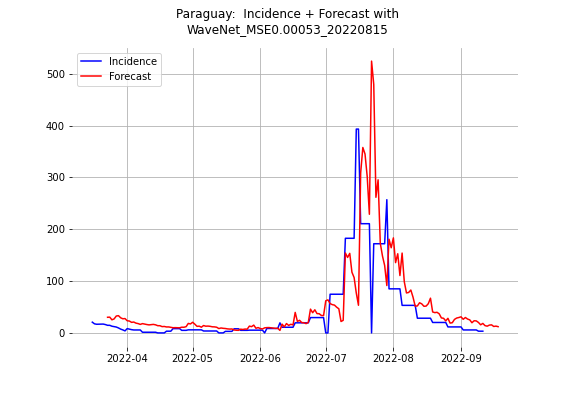 Paraguay:  Incidence + Forecast with
WaveNet_MSE0.00053_20220815
Incidence
Forecast
500
400
300
200
100
0
2022-04 2022-05 2022-06 2022-07 2022-08 2022-09